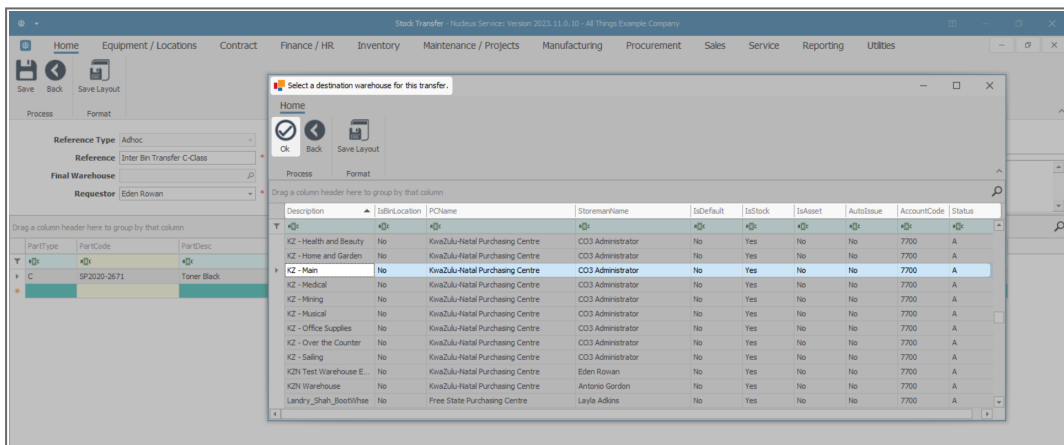 Stock Transfer - Nucleus Service: Version 2023.11.0.10 - All Things Example Company
Home Equipment / Locations Contract Finance / HR Inventory Maintenance / Projects Manufacturing Procurement Sales Service Reporting Utilities
Save Back Save Layout
Process Format
Reference Type Adhoc
Reference Inter Bin Transfer C-Class *
Final Warehouse
Requestor Eden Rowan *
Drag a column header here to group by that column
PartType PartCode PartDesc
C SP2020-2671 Toner Black
Select a destination warehouse for this transfer.
Home
Ok Back Save Layout
Process Format
Drag a column header here to group by that column
Description IsBinLocation PCName StoremanName IsDefault IsStock IsAsset AutoIssue AccountCode Status
KZ - Health and Beauty No KwaZulu-Natal Purchasing Centre CO3 Administrator No Yes No No 7700 A
KZ - Home and Garden No KwaZulu-Natal Purchasing Centre CO3 Administrator No Yes No No 7700 A
KZ - Main No KwaZulu-Natal Purchasing Centre CO3 Administrator No Yes No No 7700 A
KZ - Medical No KwaZulu-Natal Purchasing Centre CO3 Administrator No Yes No No 7700 A
KZ - Mining No KwaZulu-Natal Purchasing Centre CO3 Administrator No Yes No No 7700 A
KZ - Musical No KwaZulu-Natal Purchasing Centre CO3 Administrator No Yes No No 7700 A
KZ - Office Supplies No KwaZulu-Natal Purchasing Centre CO3 Administrator No Yes No No 7700 A
KZ - Over the Counter No KwaZulu-Natal Purchasing Centre CO3 Administrator No Yes No No 7700 A
KZ - Sailing No KwaZulu-Natal Purchasing Centre CO3 Administrator No Yes No No 7700 A
KZN Test Warehouse E... No KwaZulu-Natal Purchasing Centre Eden Rowan No Yes No No 7700 A
KZN Warehouse No KwaZulu-Natal Purchasing Centre Antonio Gordon No Yes No No 7700 A
Landry_Shah_BootWhse No Free State Purchasing Centre Layla Adkins No Yes No No 7700 A